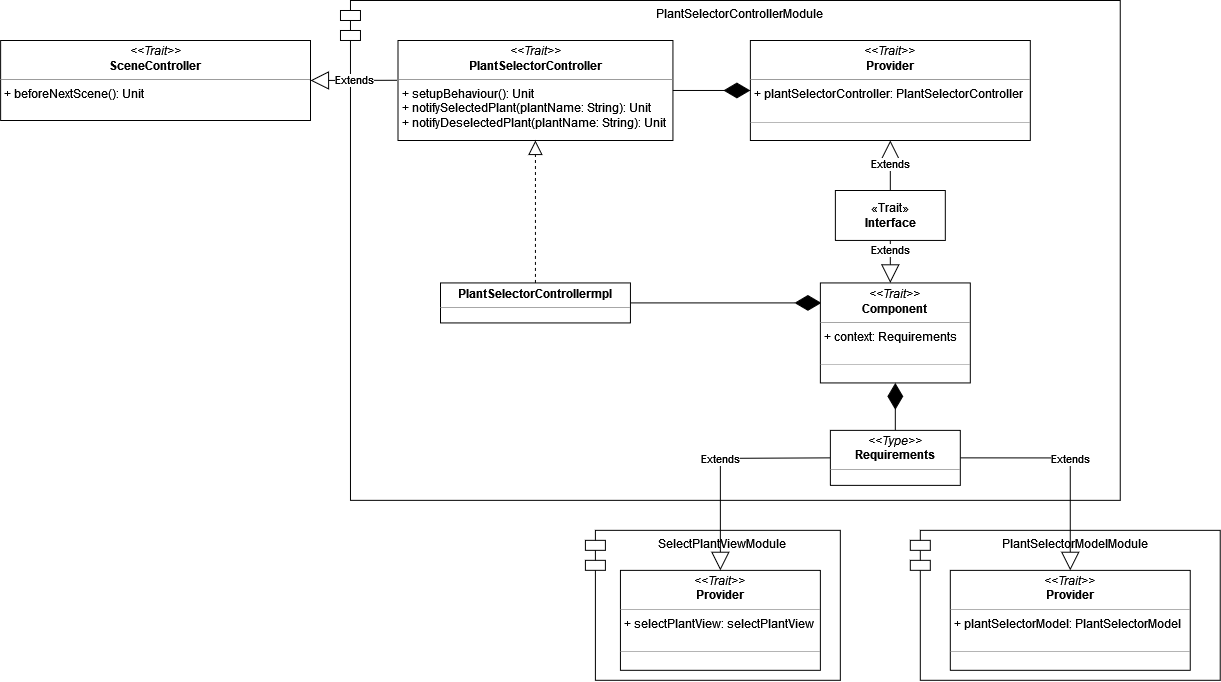 PlantSelectorControllerModule
<<Trait>>
SceneController
+ beforeNextScene(): Unit
Extends
<<Trait>>
PlantSelectorController
+ setupBehaviour(): Unit
+ notifySelectedPlant(plantName: String): Unit
+ notifyDeselectedPlant(plantName: String): Unit
<<Trait>>
Provider
+ plantSelectorController: PlantSelectorController
Extends
«Trait»
Interface
Extends
PlantSelectorControllermpl
<<Trait>>
Component
+ context: Requirements
<<Type>>
Requirements
Extends
Extends
SelectPlantViewModule
<<Trait>>
Provider
+ selectPlantView: selectPlantView
PlantSelectorModelModule
<<Trait>>
Provider
+ plantSelectorModel: PlantSelectorModel